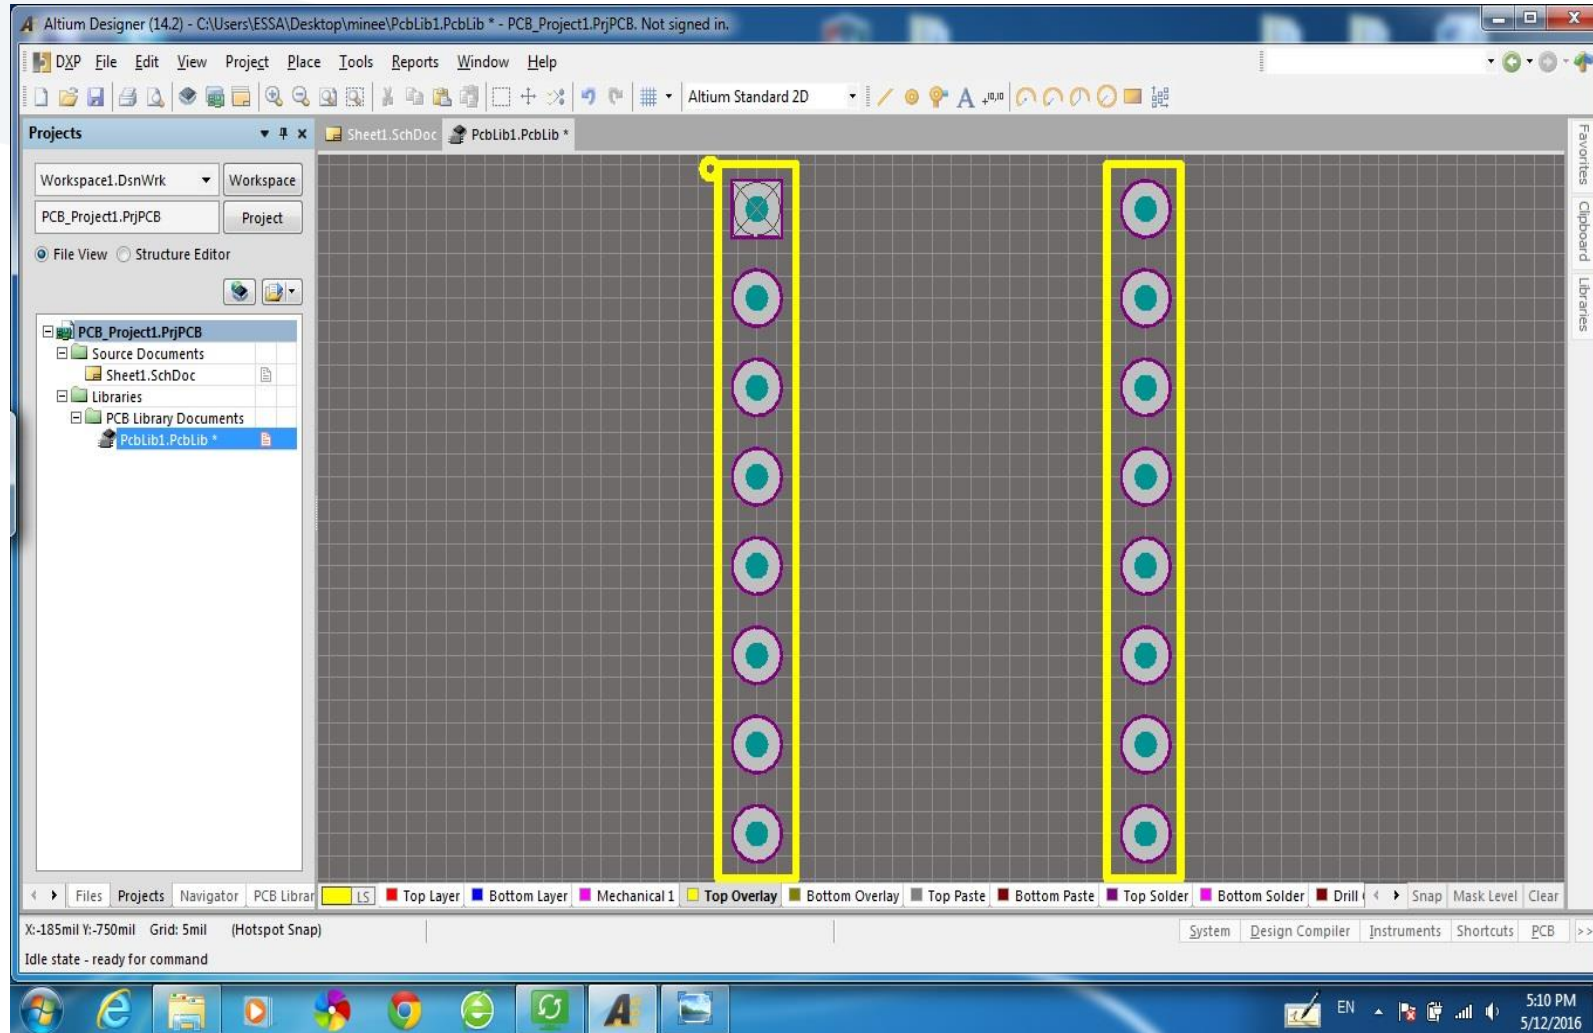 Altium Designer (14.2) - C:\Users\ESSA\Desktop\minee\PcbLib1.PcbLib * - PCB_Project1.PrjPCB. Not signed in.
DXP File Edit View Project Place Tools Reports Window Help
A +10,10 Altium Standard 2D
Projects
Sheet1.SchDoc PcbLib1.PcbLib *
Workspace1.DsnWrk Workspace
PCB_Project1.PrjPCB Project
File View Structure Editor
PCB_Project1.PrjPCB
Source Documents
Sheet1.SchDoc
Libraries
PCB Library Documents
PcbLib1.PcbLib *
Favorites
Clipboard
Libraries
Files Projects Navigator PCB Librar
LS Top Layer Bottom Layer Mechanical 1 Top Overlay Bottom Overlay Top Paste Bottom Paste Top Solder Bottom Solder Drill Snap Mask Level Clear
X:-185mil Y:-750mil Grid: 5mil (Hotspot Snap)
System Design Compiler Instruments Shortcuts PCB >>
Idle state - ready for command
EN
5:10 PM
5/12/2016